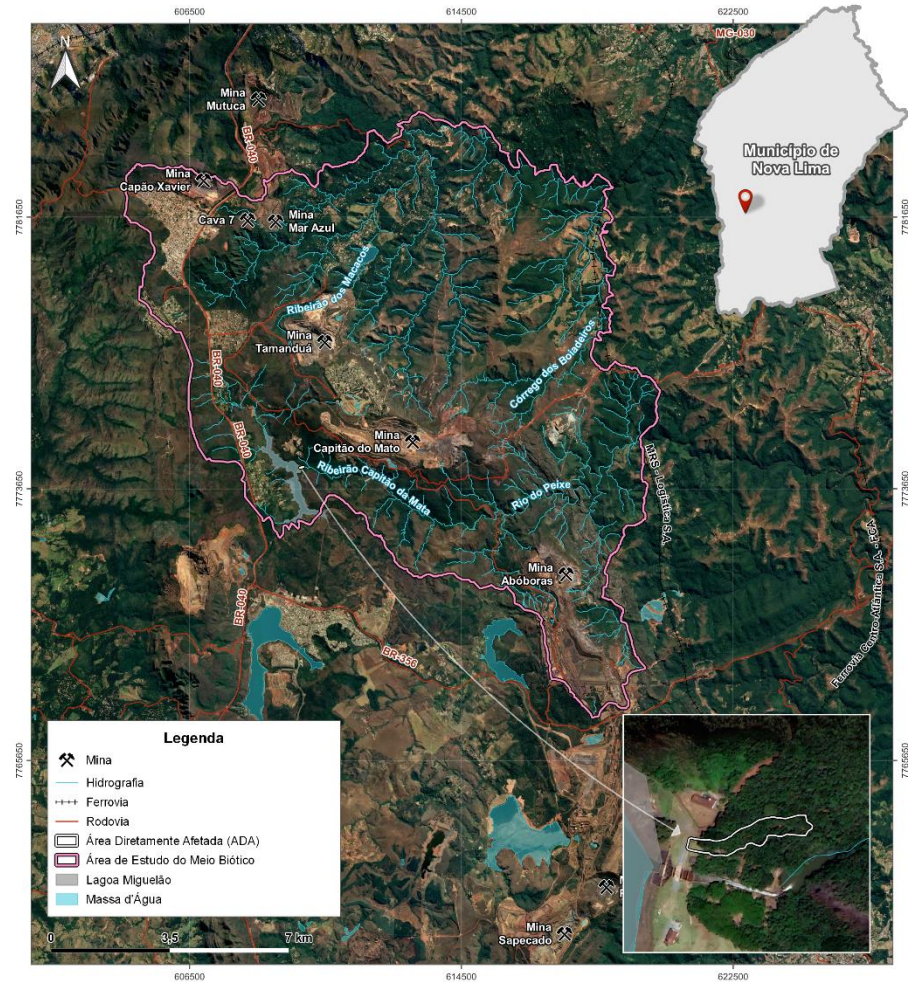 606500
614500
622500
MG-030
N
Mina
Mutuca
BR-040
Mina
Capão Xavier
Cava 7
Mina
Mar Azul
Município de
Nova Lima
7781650
7781650
Ribeirão dos Macacos
Mina
Tamanduá
Córrego dos Boiadeiros
BR-040
Mina
Capitão do Mato
BR-040
Ribeirão Capitão da Mata
Rio do Peixe
MRS - Logística S.A.
7773650
7773650
Mina
Abóboras
BR-040
BR-356
Ferrovia Centro-Atlântica S.A. - FCA
Legenda
Mina
Hidrografia
Ferrovia
Rodovia
Área Diretamente Afetada (ADA)
Área de Estudo do Meio Biótico
Lagoa Miguelão
Massa d'Água
7765650
7765650
Mina
Sapecado
0
3,5
7 km
606500
614500
622500